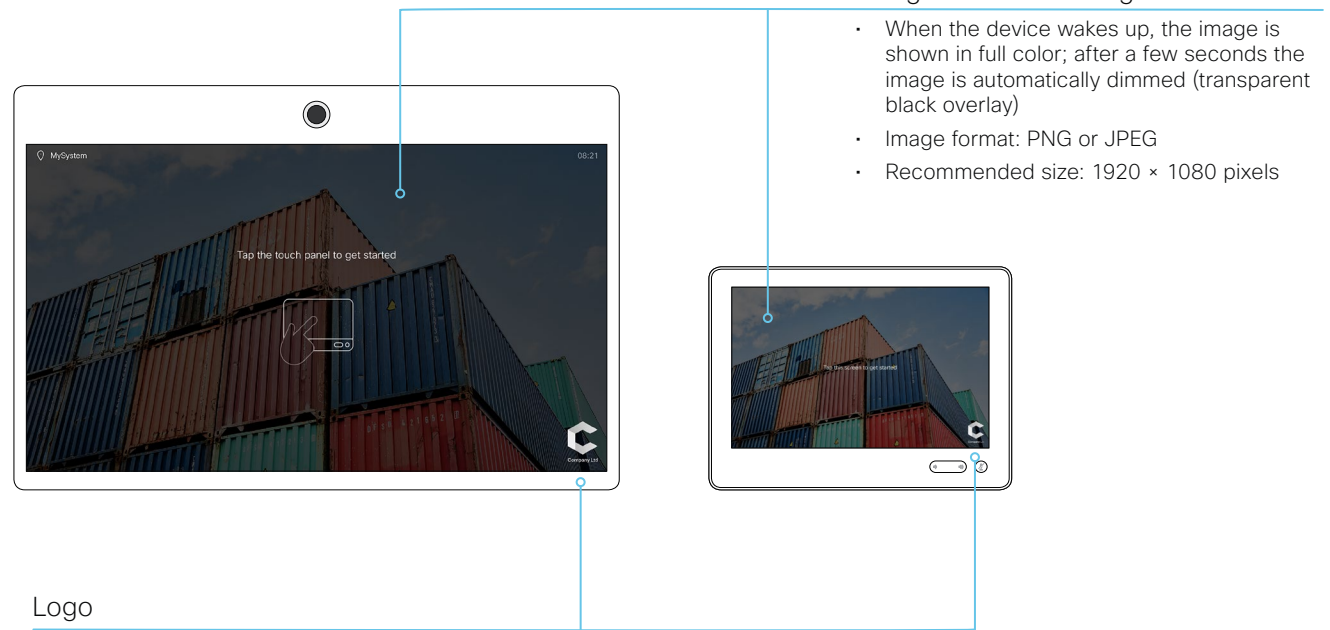 When the device wakes up, the image is
shown in full color; after a few seconds the
image is automatically dimmed (transparent
black overlay)
Image format: PNG or JPEG
Recommended size: 1920 × 1080 pixels
MySystem
08:21
Tap the touch panel to get started
Company Ltd
Tap the screen to get started
Logo